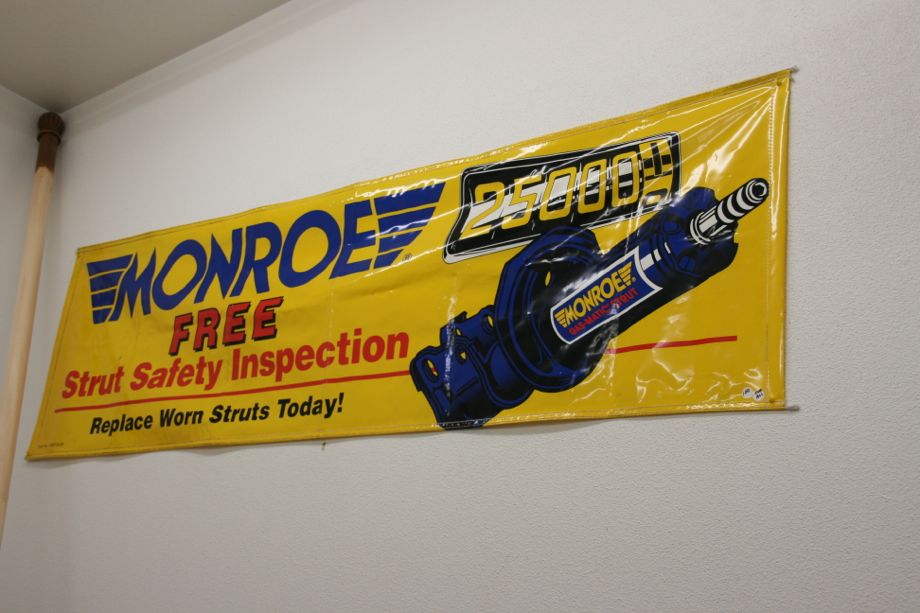 MONROE
25000
FREE
Strut Safety Inspection
Replace Worn Struts Today!
MONROE
GAS-MATIC STRUT